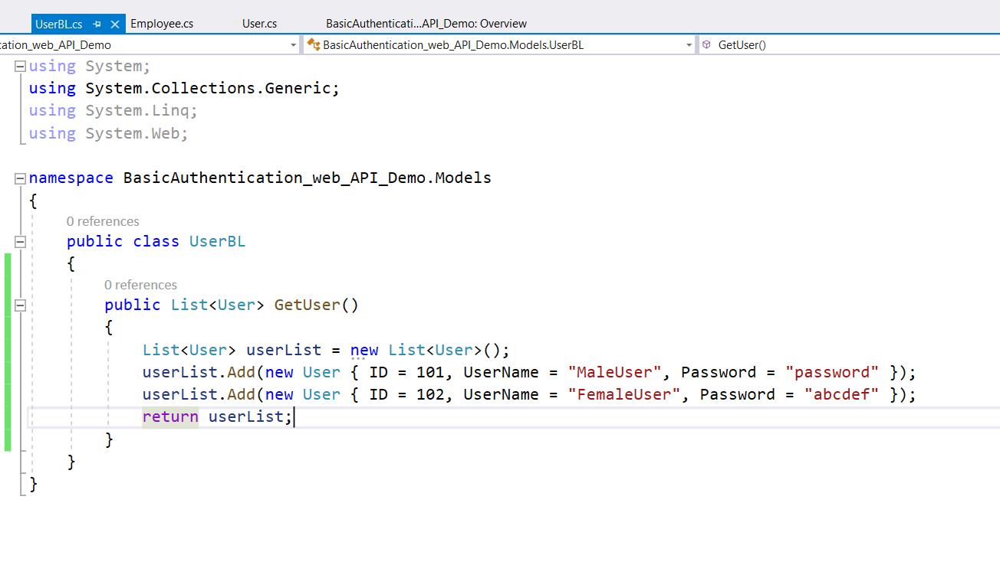 UserBL.cs Employee.cs User.cs BasicAuthenticati...API_Demo: Overview
cation_web_API_Demo BasicAuthentication_web_API_Demo.Models.UserBL GetUser()
using System;
using System.Collections.Generic;
using System.Linq;
using System.Web;
namespace BasicAuthentication_web_API_Demo.Models
{
0 references
public class UserBL
{
0 references
public List<User> GetUser()
{
List<User> userList = new List<User>();
userList.Add(new User { ID = 101, UserName = "MaleUser", Password = "password" });
userList.Add(new User { ID = 102, UserName = "FemaleUser", Password = "abcdef" });
return userList;
}
}
}